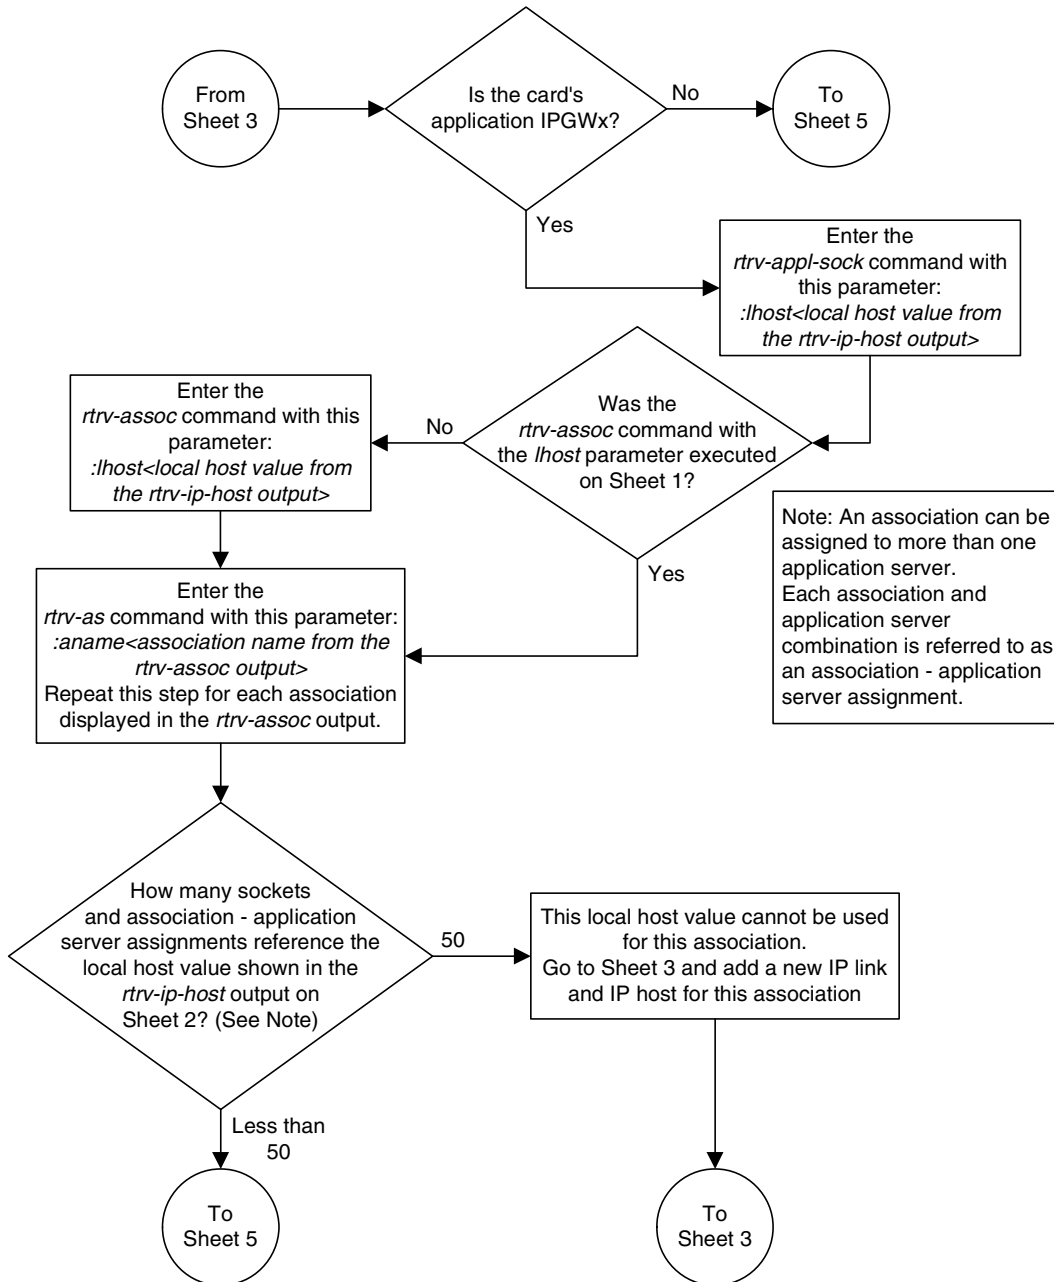 From
Sheet 3
Is the card's
application IPGWx?
No
To
Sheet 5
Yes
Enter the
rtrv-appl-sock command with
this parameter:
:lhost<local host value from
the rtrv-ip-host output>
Was the
rtrv-assoc command with
the lhost parameter executed
on Sheet 1?
No
Enter the
rtrv-assoc command with this
parameter:
:lhost<local host value from
the rtrv-ip-host output>
Yes
Note: An association can be
assigned to more than one
application server.
Each association and
application server
combination is referred to as
an association - application
server assignment.
Enter the
rtrv-as command with this parameter:
:aname<association name from the
rtrv-assoc output>
Repeat this step for each association
displayed in the rtrv-assoc output.
How many sockets
and association - application
server assignments reference the
local host value shown in the
rtrv-ip-host output on
Sheet 2? (See Note)
50
This local host value cannot be used
for this association.
Go to Sheet 3 and add a new IP link
and IP host for this association
Less than
50
To
Sheet 5
To
Sheet 3